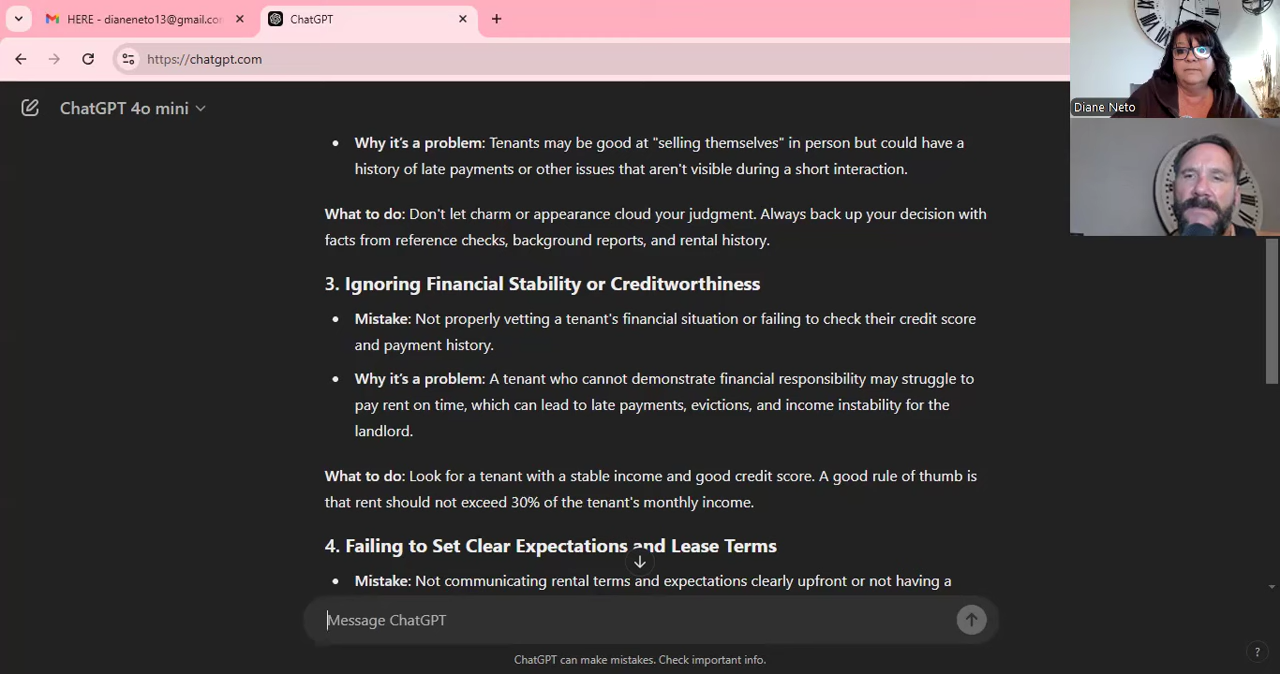 HERE - dianeneto13@gmail.co
ChatGPT
https://chatgpt.com
Diane Neto
ChatGPT 4o mini
• Why it's a problem: Tenants may be good at "selling themselves" in person but could have a
history of late payments or other issues that aren't visible during a short interaction.
What to do: Don't let charm or appearance cloud your judgment. Always back up your decision with
facts from reference checks, background reports, and rental history.
3. Ignoring Financial Stability or Creditworthiness
• Mistake: Not properly vetting a tenant's financial situation or failing to check their credit score
and payment history.
• Why it's a problem: A tenant who cannot demonstrate financial responsibility may struggle to
pay rent on time, which can lead to late payments, evictions, and income instability for the
landlord.
What to do: Look for a tenant with a stable income and good credit score. A good rule of thumb is
that rent should not exceed 30% of the tenant's monthly income.
4. Failing to Set Clear Expectations and Lease Terms
• Mistake: Not communicating rental terms and expectations clearly upfront or not having a
Message ChatGPT
ChatGPT can make mistakes. Check important info.
?